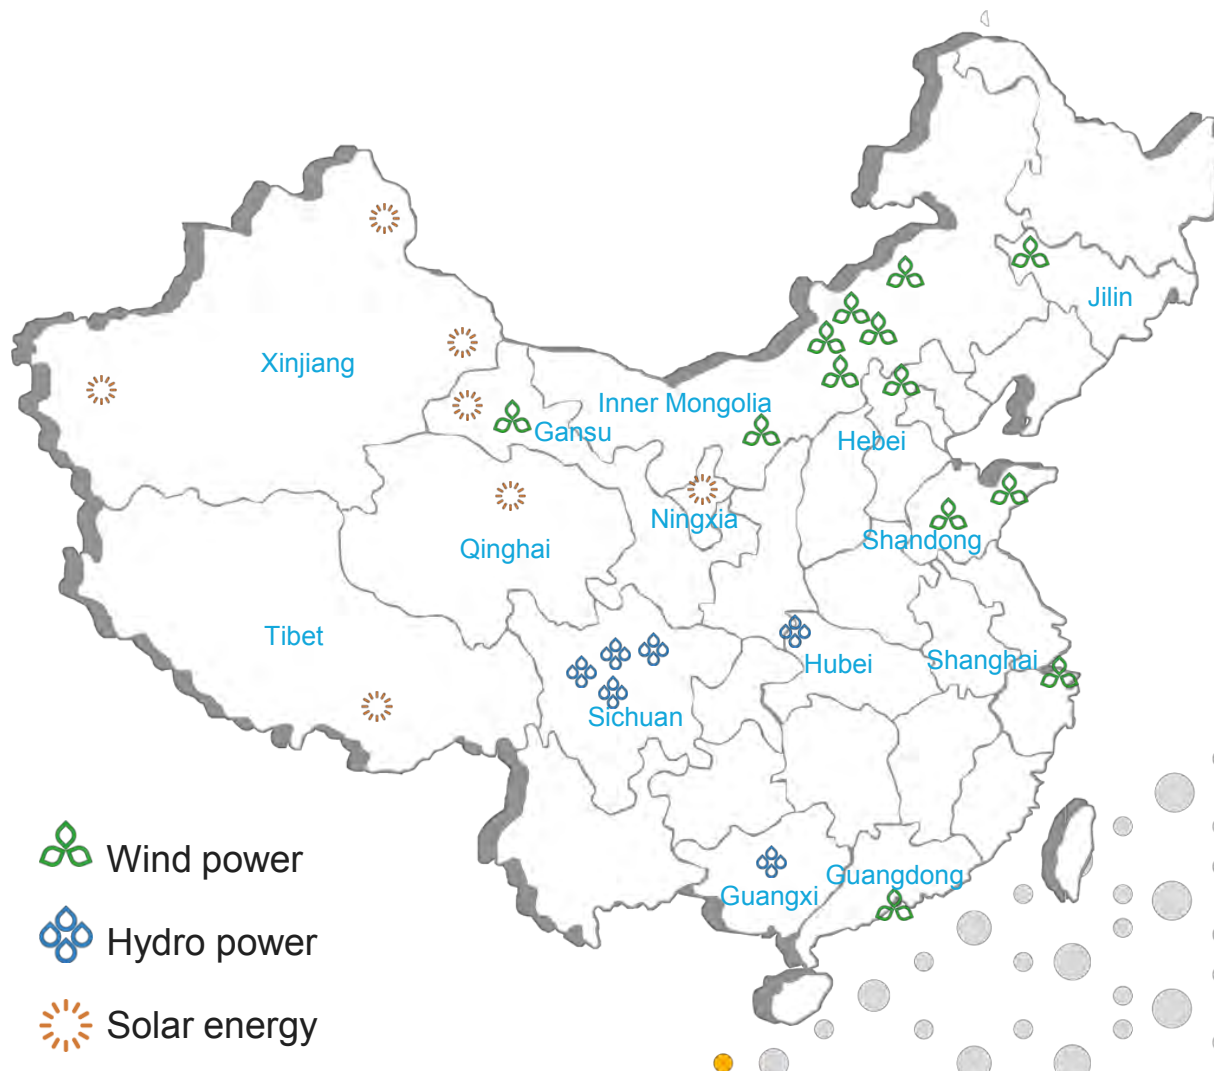 Jilin
Xinjiang
Inner Mongolia
Gansu
Hebei
Ningxia
Shandong
Qinghai
Tibet
Hubei
Shanghai
Sichuan
Guangdong
Guangxi
Wind power
Hydro power
Solar energy